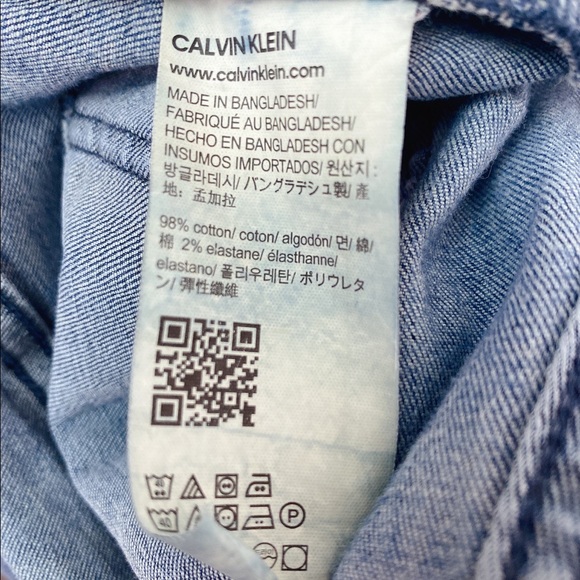 CALVIN KLEIN
www.calvinklein.com
MADE IN BANGLADESH/
FABRIQUÉ AU BANGLADESH/
HECHO EN BANGLADESH CON
INSUMOS IMPORTADOS/ 원산지 :
방글라데시/ バングラデシュ製/ 產
地: 孟加拉
98% cotton/ coton/ algodón/ 면/ 綿/
棉 2% elastane/ élasthanne/
elastano/ 폴리우레탄/ ポリウレタ
ン/ 彈性纖維
40
40 P